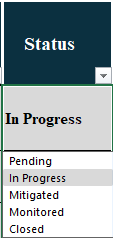 Status
In Progress
Pending
In Progress
Mitigated
Monitored
Closed